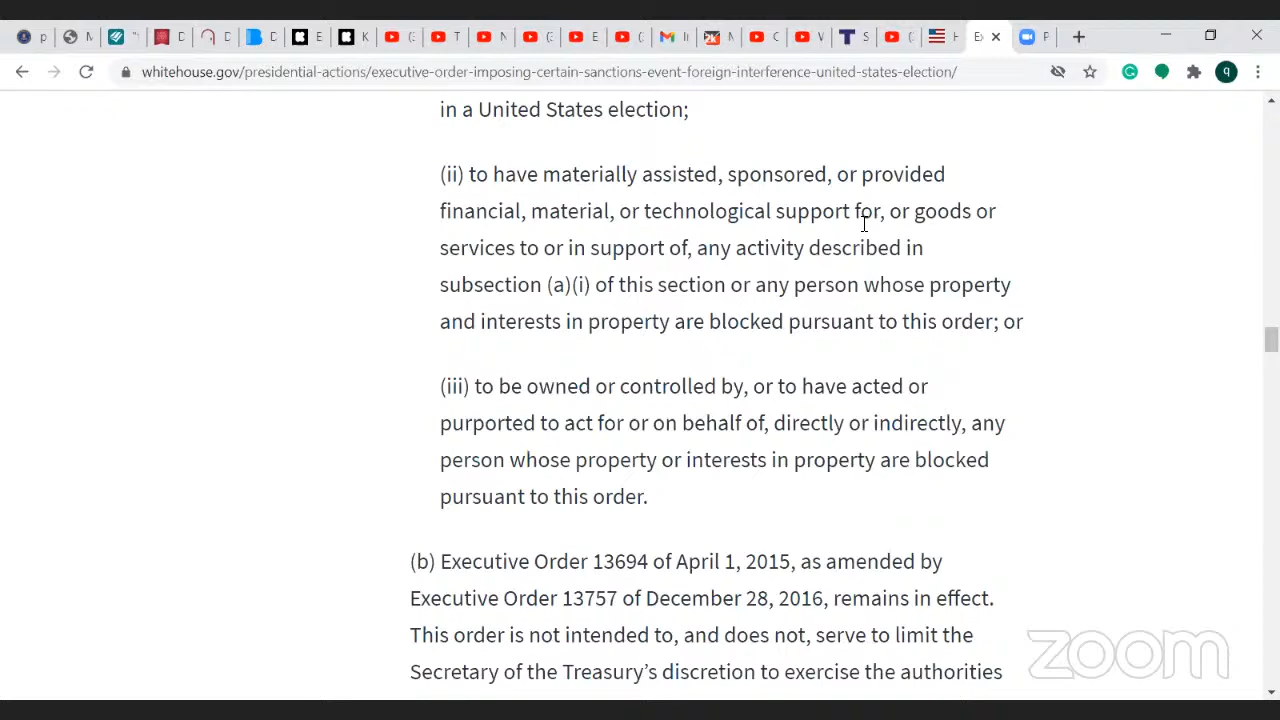 p
M
"
D
D
D
E
K
(
T
N
(
E
(
Ir
M
C
V
S
(
H
E
P
whitehouse.gov/presidential-actions/executive-order-imposing-certain-sanctions-event-foreign-interference-united-states-election/
q
in a United States election;
(ii) to have materially assisted, sponsored, or provided
financial, material, or technological support for, or goods or
services to or in support of, any activity described in
subsection (a)(i) of this section or any person whose property
and interests in property are blocked pursuant to this order; or
(iii) to be owned or controlled by, or to have acted or
purported to act for or on behalf of, directly or indirectly, any
person whose property or interests in property are blocked
pursuant to this order.
(b) Executive Order 13694 of April 1, 2015, as amended by
Executive Order 13757 of December 28, 2016, remains in effect.
This order is not intended to, and does not, serve to limit the
Secretary of the Treasury’s discretion to exercise the authorities
zoom